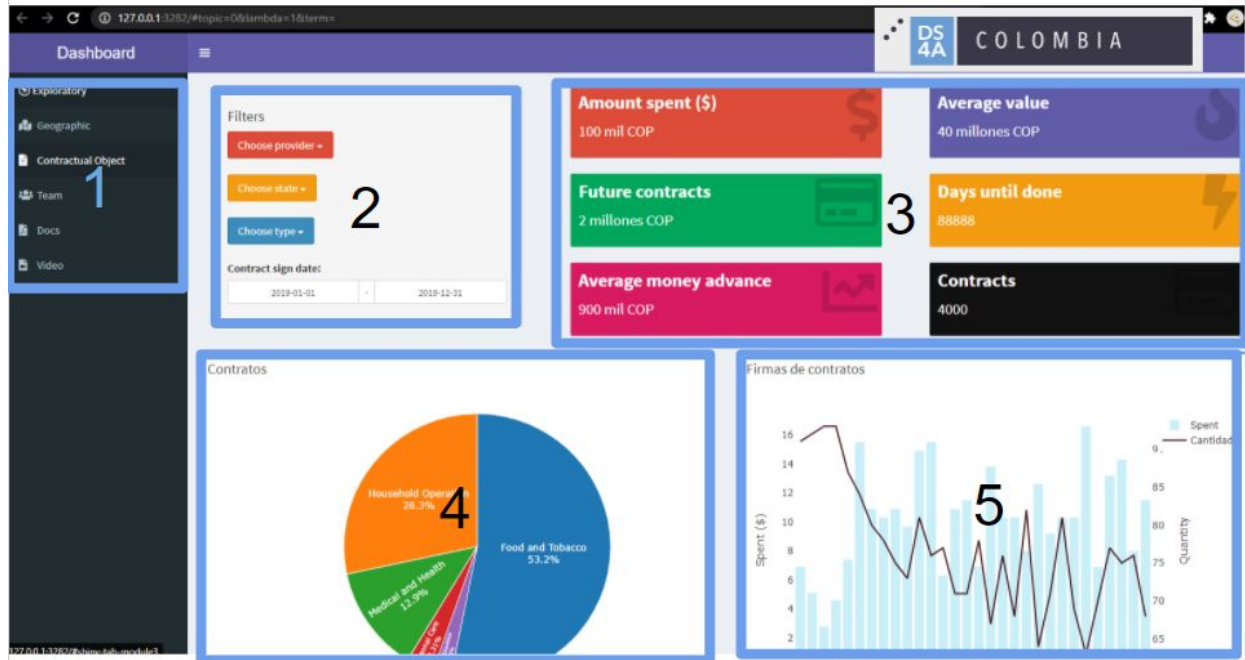 127.0.0.1:3282/#topic=0&lambda=1&term=
DS
4A
COLOMBIA
Dashboard
Exploratory
Geographic
Contractual Object
1
Team
Docs
Video
Filters
Choose provider
Choose state
2
Choose type
Contract sign date:
2019-01-01 - 2019-12-31
Amount spent ($)
100 mil COP
Average value
40 millones COP
Future contracts
2 millones COP
3
Days until done
88888
Average money advance
900 mil COP
Contracts
4000
Contratos
Household Operation
28.3%
4
Food and Tobacco
53.2%
Medical and Health
12.9%
Firmas de contratos
Spent
Cantidad
16
14
12
10
8
6
4
2
Spent ($)
5
9.
85
80
75
70
65
Quantity
127.0.0.1:3282/#shiny-tab-module3